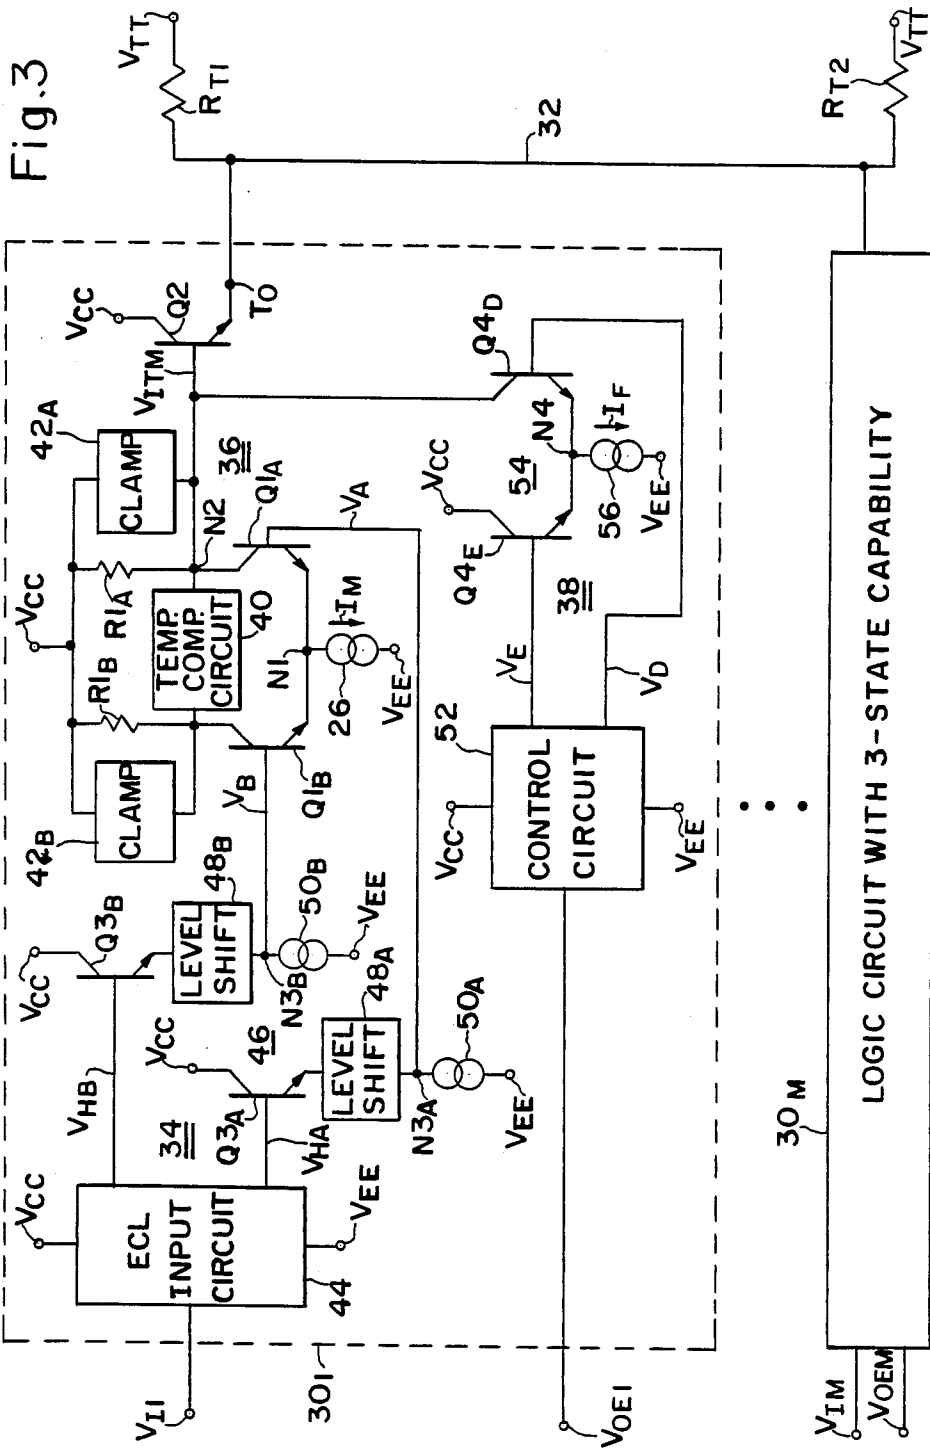 Fig.3
VTT
RT1
32
RT2
VTT
VCC
Q2
TO
VITM
42A
CLAMP
36
N2
Q1A
VA
VCC
R1A
R1B
TEMP.
COMP.
CIRCUIT
40
N1
IM
26
VEE
42B
CLAMP
VB
Q1B
Q4D
N4
IF
54
56
VEE
VCC
Q4E
38
VE
VD
52
VCC
CONTROL
CIRCUIT
VEE
VCC
Q3B
48B
LEVEL
SHIFT
50B
N3B
VEE
VHB
46
VCC
48A
LEVEL
SHIFT
50A
N3A
VEE
34
Q3A
VHA
VCC
ECL
INPUT
CIRCUIT
44
VEE
VI1
301
VOE1
30M
LOGIC CIRCUIT WITH 3-STATE CAPABILITY
VIM
VOEM